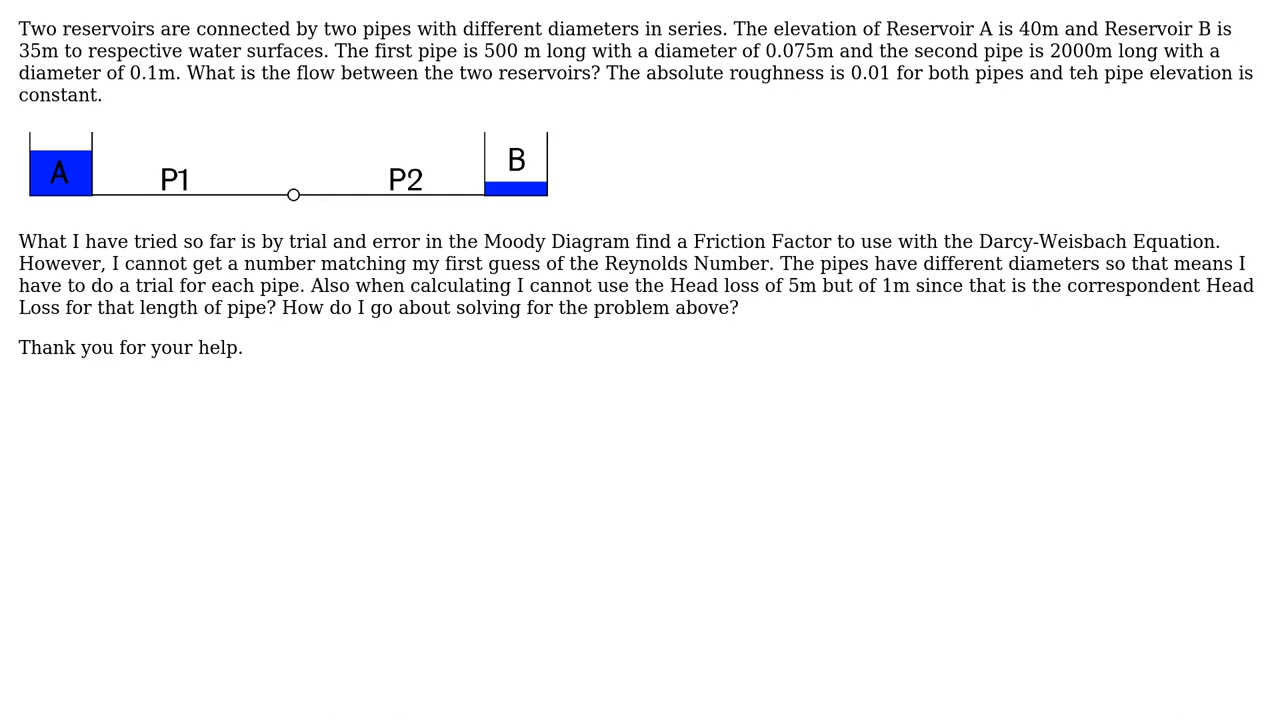 Two reservoirs are connected by two pipes with different diameters in series. The elevation of Reservoir A is 40m and Reservoir B is
35m to respective water surfaces. The first pipe is 500 m long with a diameter of 0.075m and the second pipe is 2000m long with a
diameter of 0.1m. What is the flow between the two reservoirs? The absolute roughness is 0.01 for both pipes and teh pipe elevation is
constant.
A P1 P2 B
What I have tried so far is by trial and error in the Moody Diagram find a Friction Factor to use with the Darcy-Weisbach Equation.
However, I cannot get a number matching my first guess of the Reynolds Number. The pipes have different diameters so that means I
have to do a trial for each pipe. Also when calculating I cannot use the Head loss of 5m but of 1m since that is the correspondent Head
Loss for that length of pipe? How do I go about solving for the problem above?
Thank you for your help.